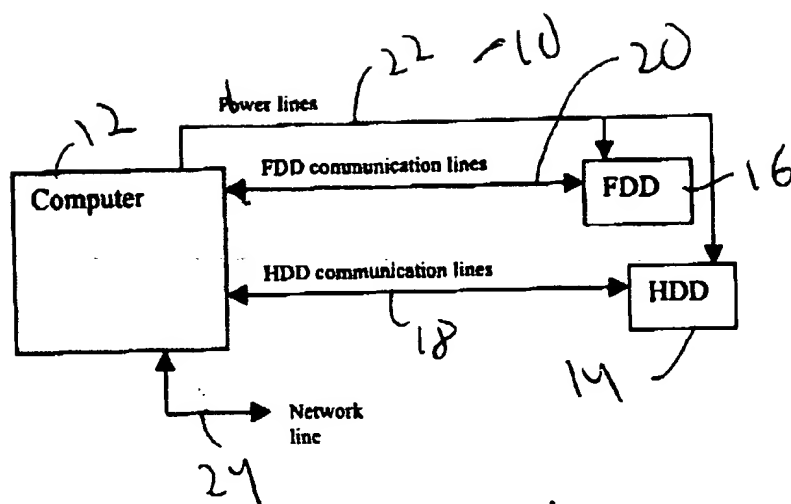 22 -10 20
Power lines
12
FDD communication lines
Computer
FDD
16
HDD communication lines
HDD
18
14
Network
line
24